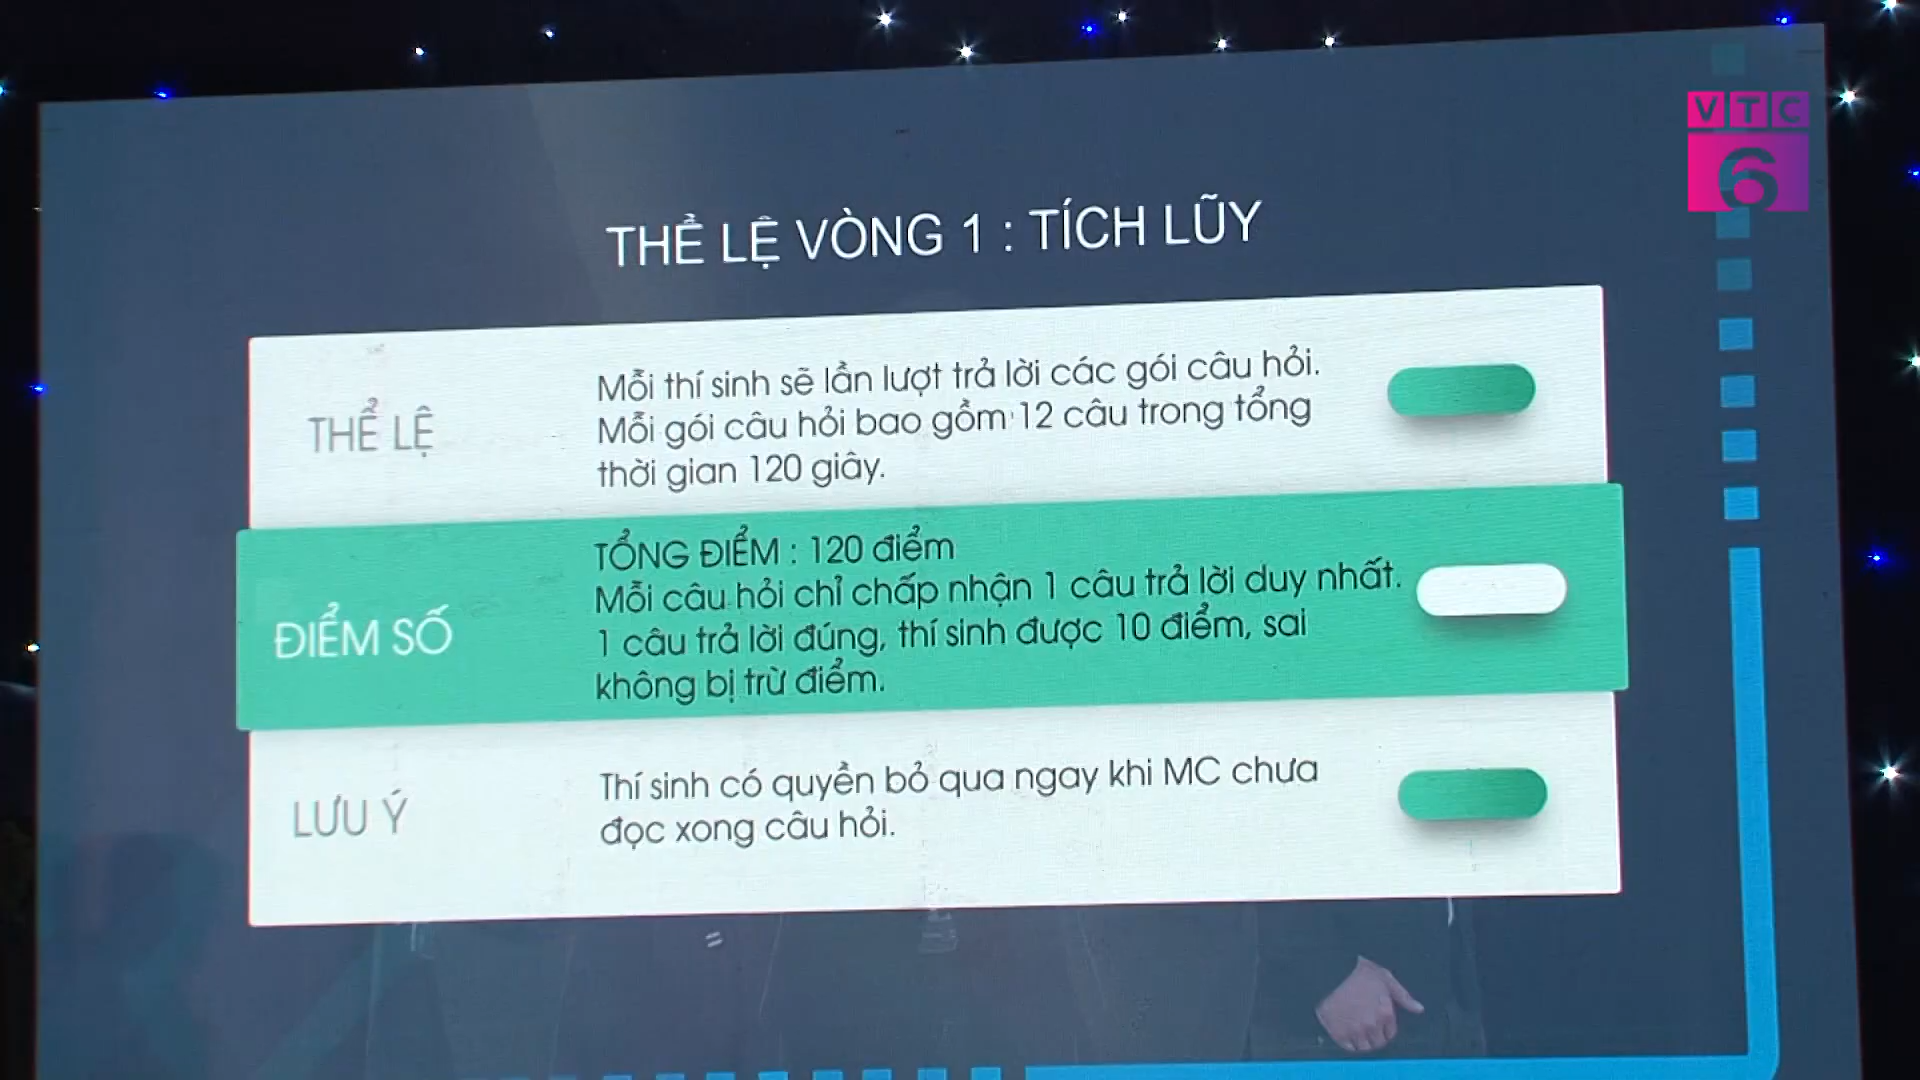 VTC
6
THỂ LỆ VÒNG 1 : TÍCH LŨY
THỂ LỆ
Mỗi thí sinh sẽ lần lượt trả lời các gói câu hỏi.
Mỗi gói câu hỏi bao gồm 12 câu trong tổng
thời gian 120 giây.
ĐIỂM SỐ
TỔNG ĐIỂM : 120 điểm
Mỗi câu hỏi chỉ chấp nhận 1 câu trả lời duy nhất.
1 câu trả lời đúng, thí sinh được 10 điểm, sai
không bị trừ điểm.
LƯU Ý
Thí sinh có quyền bỏ qua ngay khi MC chưa
đọc xong câu hỏi.